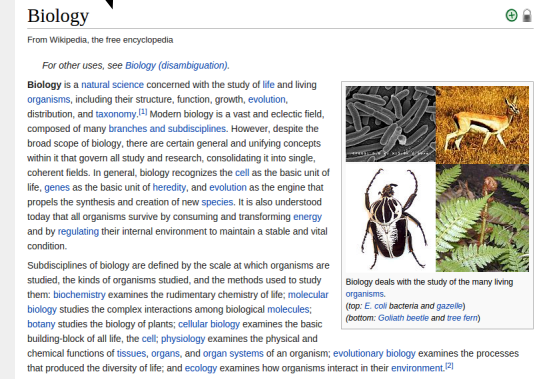 Biology
From Wikipedia, the free encyclopedia
For other uses, see Biology (disambiguation).
Biology is a natural science concerned with the study of life and living
organisms, including their structure, function, growth, evolution,
distribution, and taxonomy.[1] Modern biology is a vast and eclectic field,
composed of many branches and subdisciplines. However, despite the
broad scope of biology, there are certain general and unifying concepts
within it that govern all study and research, consolidating it into single,
coherent fields. In general, biology recognizes the cell as the basic unit of
life, genes as the basic unit of heredity, and evolution as the engine that
propels the synthesis and creation of new species. It is also understood
today that all organisms survive by consuming and transforming energy
and by regulating their internal environment to maintain a stable and vital
condition.
Subdisciplines of biology are defined by the scale at which organisms are
studied, the kinds of organisms studied, and the methods used to study
them: biochemistry examines the rudimentary chemistry of life; molecular
biology studies the complex interactions among biological molecules;
botany studies the biology of plants; cellular biology examines the basic
building-block of all life, the cell; physiology examines the physical and
chemical functions of tissues, organs, and organ systems of an organism; evolutionary biology examines the processes
that produced the diversity of life; and ecology examines how organisms interact in their environment.[2]
Biology deals with the study of the many living
organisms.
(top: E. coli bacteria and gazelle)
(bottom: Goliath beetle and tree fern)